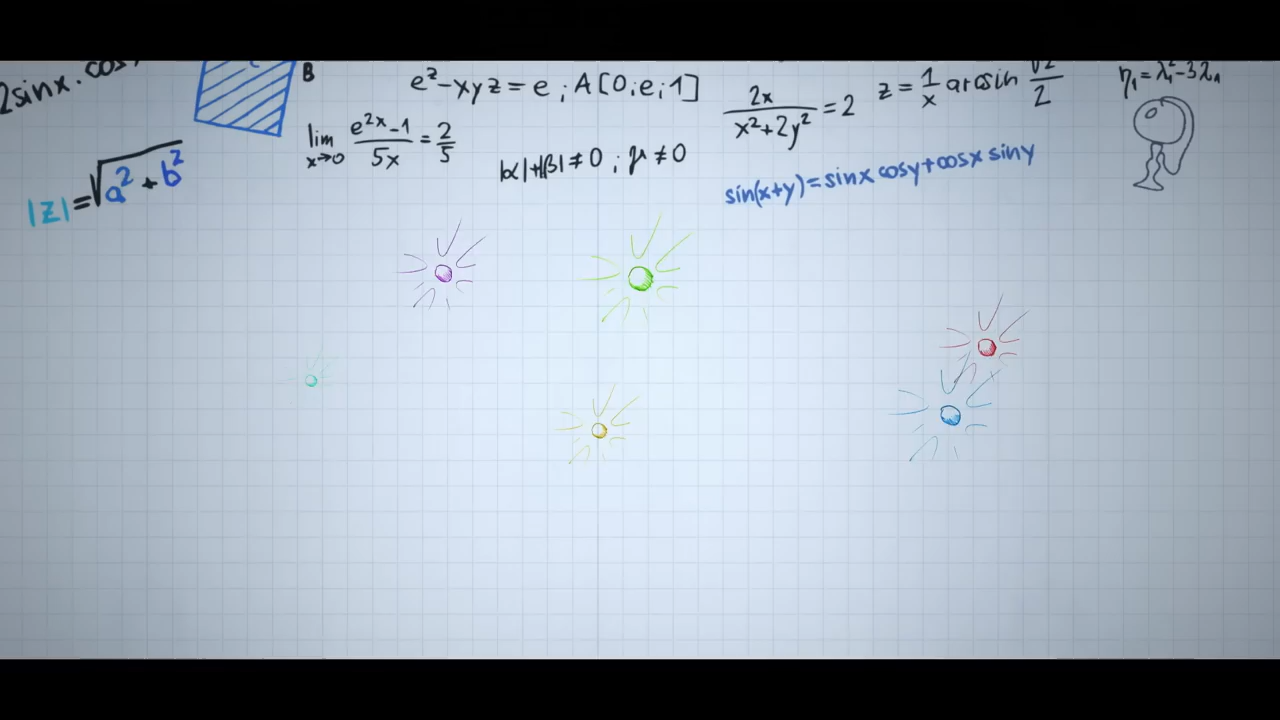 2sinx·cos
B
e²-xyz=e ; A[0;e;1]
2x/(x²+2y²)=2
z=1/x arcsin √2/2
η₁=λ₁²-3λ₁
lim x→0 (e^2x-1)/5x=2/5
|α|+|β|≠0 ; μ≠0
sin(x+y)=sinx cosy+cosx siny
|z|=√a²+b²